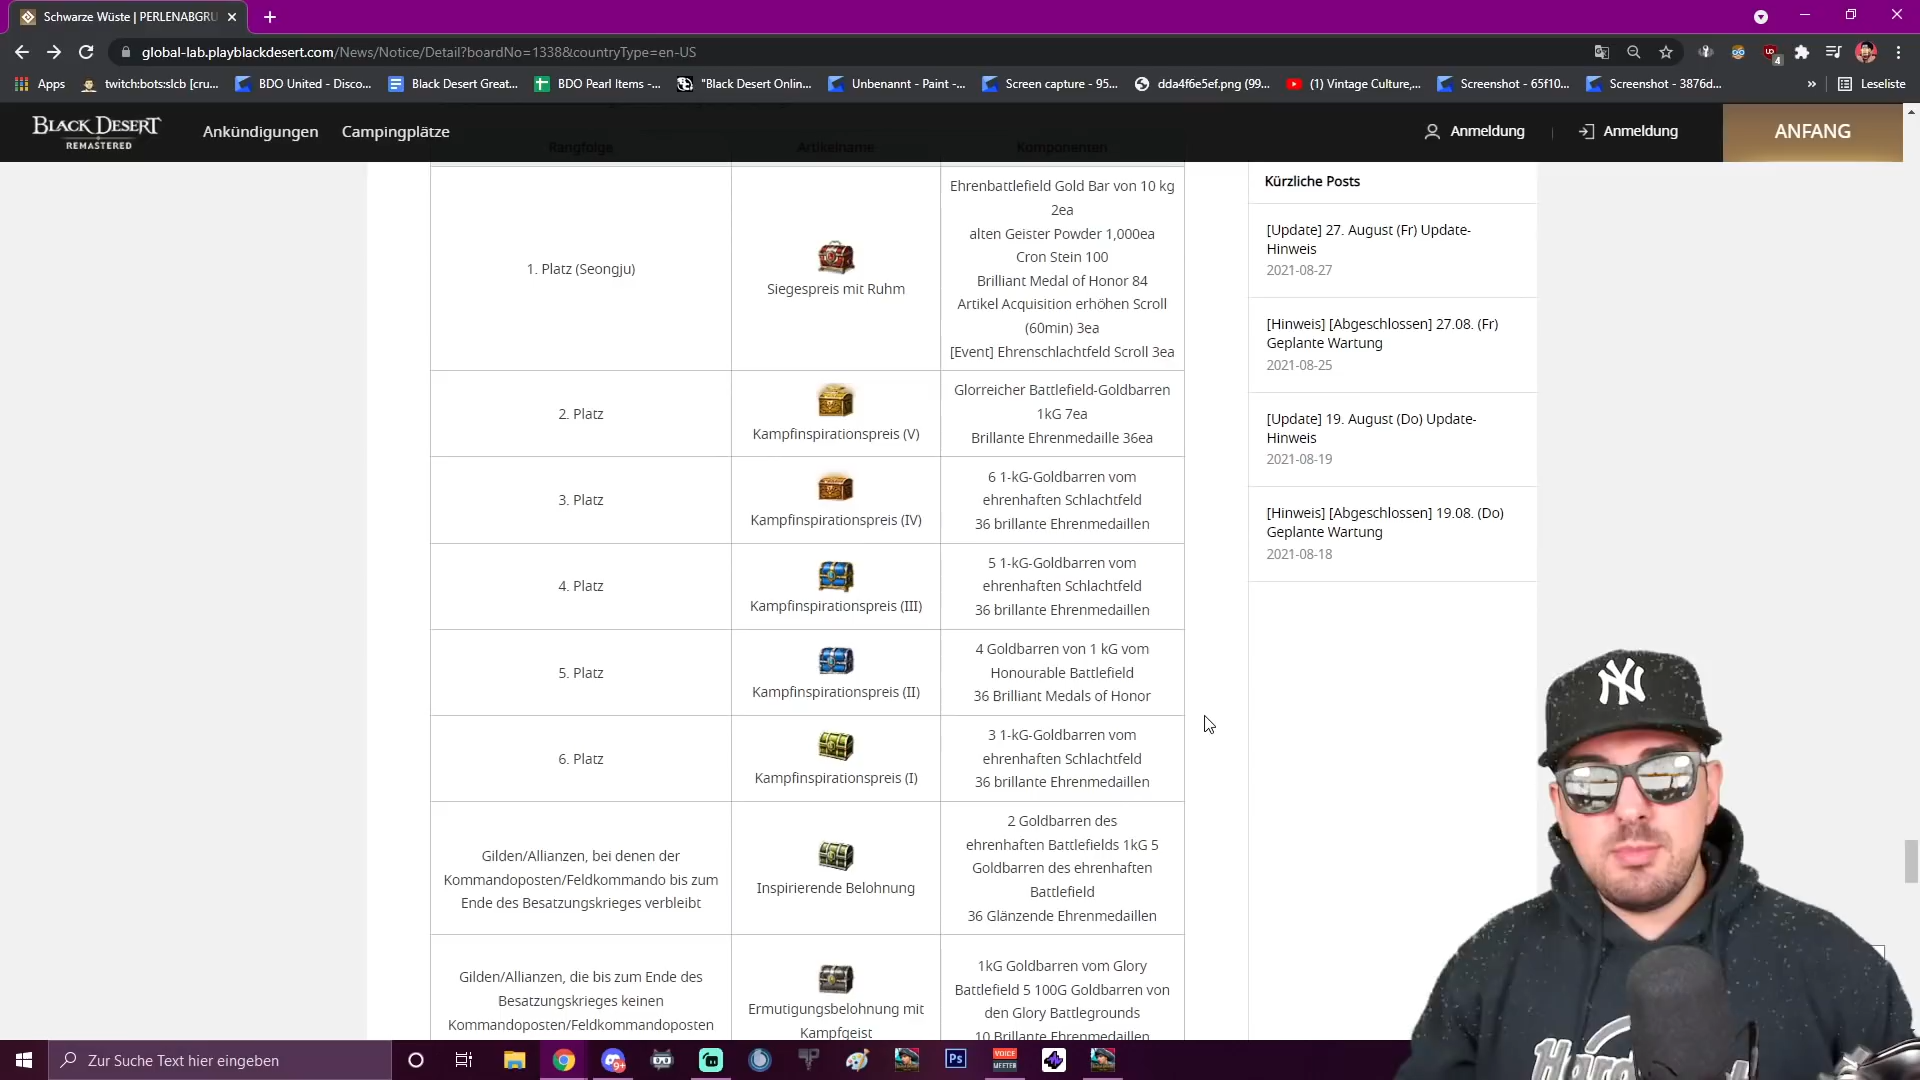 Schwarze Wüste | PERLENABGRU
global-lab.playblackdesert.com/News/Notice/Detail?boardNo=1338&countryType=en-US
Apps
twitch:bots:slcb [cru...
BDO United - Disco...
Black Desert Great...
BDO Pearl Items -...
"Black Desert Onlin...
Unbenannt - Paint -...
Screen capture - 95...
dda4f6e5ef.png (99...
(1) Vintage Culture,...
Screenshot - 65f10...
Screenshot - 3876d...
»
Leseliste
BLACK DESERT
REMASTERED
Ankündigungen
Campingplätze
Anmeldung
Anmeldung
ANFANG
Rangfolge
Artikelname
Komponenten
1. Platz (Seongju)
Siegespreis mit Ruhm
Ehrenbattlefield Gold Bar von 10 kg
2ea
alten Geister Powder 1,000ea
Cron Stein 100
Brilliant Medal of Honor 84
Artikel Acquisition erhöhen Scroll
(60min) 3ea
[Event] Ehrenschlachtfeld Scroll 3ea
2. Platz
Kampfinspirationspreis (V)
Glorreicher Battlefield-Goldbarren
1kG 7ea
Brillante Ehrenmedaille 36ea
3. Platz
Kampfinspirationspreis (IV)
6 1-kG-Goldbarren vom
ehrenhaften Schlachtfeld
36 brillante Ehrenmedaillen
4. Platz
Kampfinspirationspreis (III)
5 1-kG-Goldbarren vom
ehrenhaften Schlachtfeld
36 brillante Ehrenmedaillen
5. Platz
Kampfinspirationspreis (II)
4 Goldbarren von 1 kG vom
Honourable Battlefield
36 Brilliant Medals of Honor
6. Platz
Kampfinspirationspreis (I)
3 1-kG-Goldbarren vom
ehrenhaften Schlachtfeld
36 brillante Ehrenmedaillen
Gilden/Allianzen, bei denen der
Kommandoposten/Feldkommando bis zum
Ende des Besatzungskrieges verbleibt
Inspirierende Belohnung
2 Goldbarren des
ehrenhaften Battlefields 1kG 5
Goldbarren des ehrenhaften
Battlefield
36 Glänzende Ehrenmedaillen
Gilden/Allianzen, die bis zum Ende des
Besatzungskrieges keinen
Kommandoposten/Feldkommandoposten
Ermutigungsbelohnung mit
Kampfgeist
1kG Goldbarren vom Glory
Battlefield 5 100G Goldbarren von
den Glory Battlegrounds
10 Brillante Ehrenmedaillen
Kürzliche Posts
[Update] 27. August (Fr) Update-
Hinweis
2021-08-27
[Hinweis] [Abgeschlossen] 27.08. (Fr)
Geplante Wartung
2021-08-25
[Update] 19. August (Do) Update-
Hinweis
2021-08-19
[Hinweis] [Abgeschlossen] 19.08. (Do)
Geplante Wartung
2021-08-18
NY
Zur Suche Text hier eingeben
9+
Ps
VOICE
MEETER